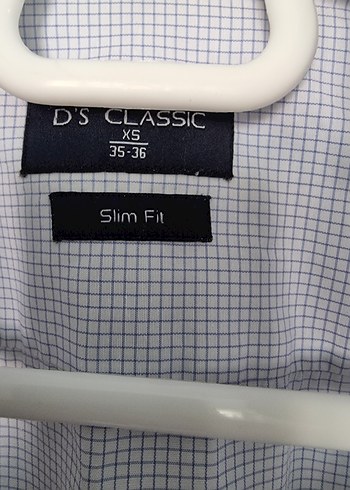 D'S CLASSIC
XS
35-36
Slim Fit